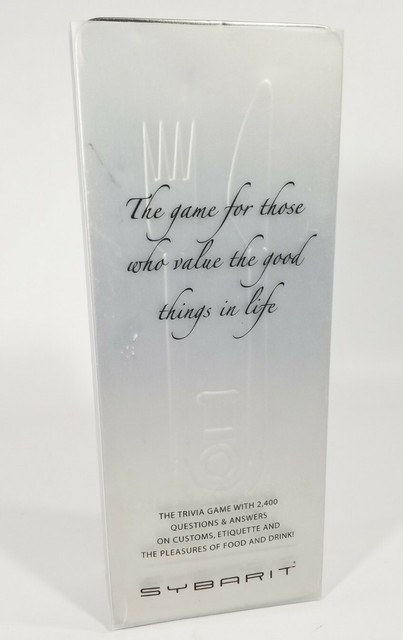 The game for those
who value the good
things in life
THE TRIVIA GAME WITH 2,400
QUESTIONS & ANSWERS
ON CUSTOMS, ETIQUETTE AND
THE PLEASURES OF FOOD AND DRINK!
SYBARIT